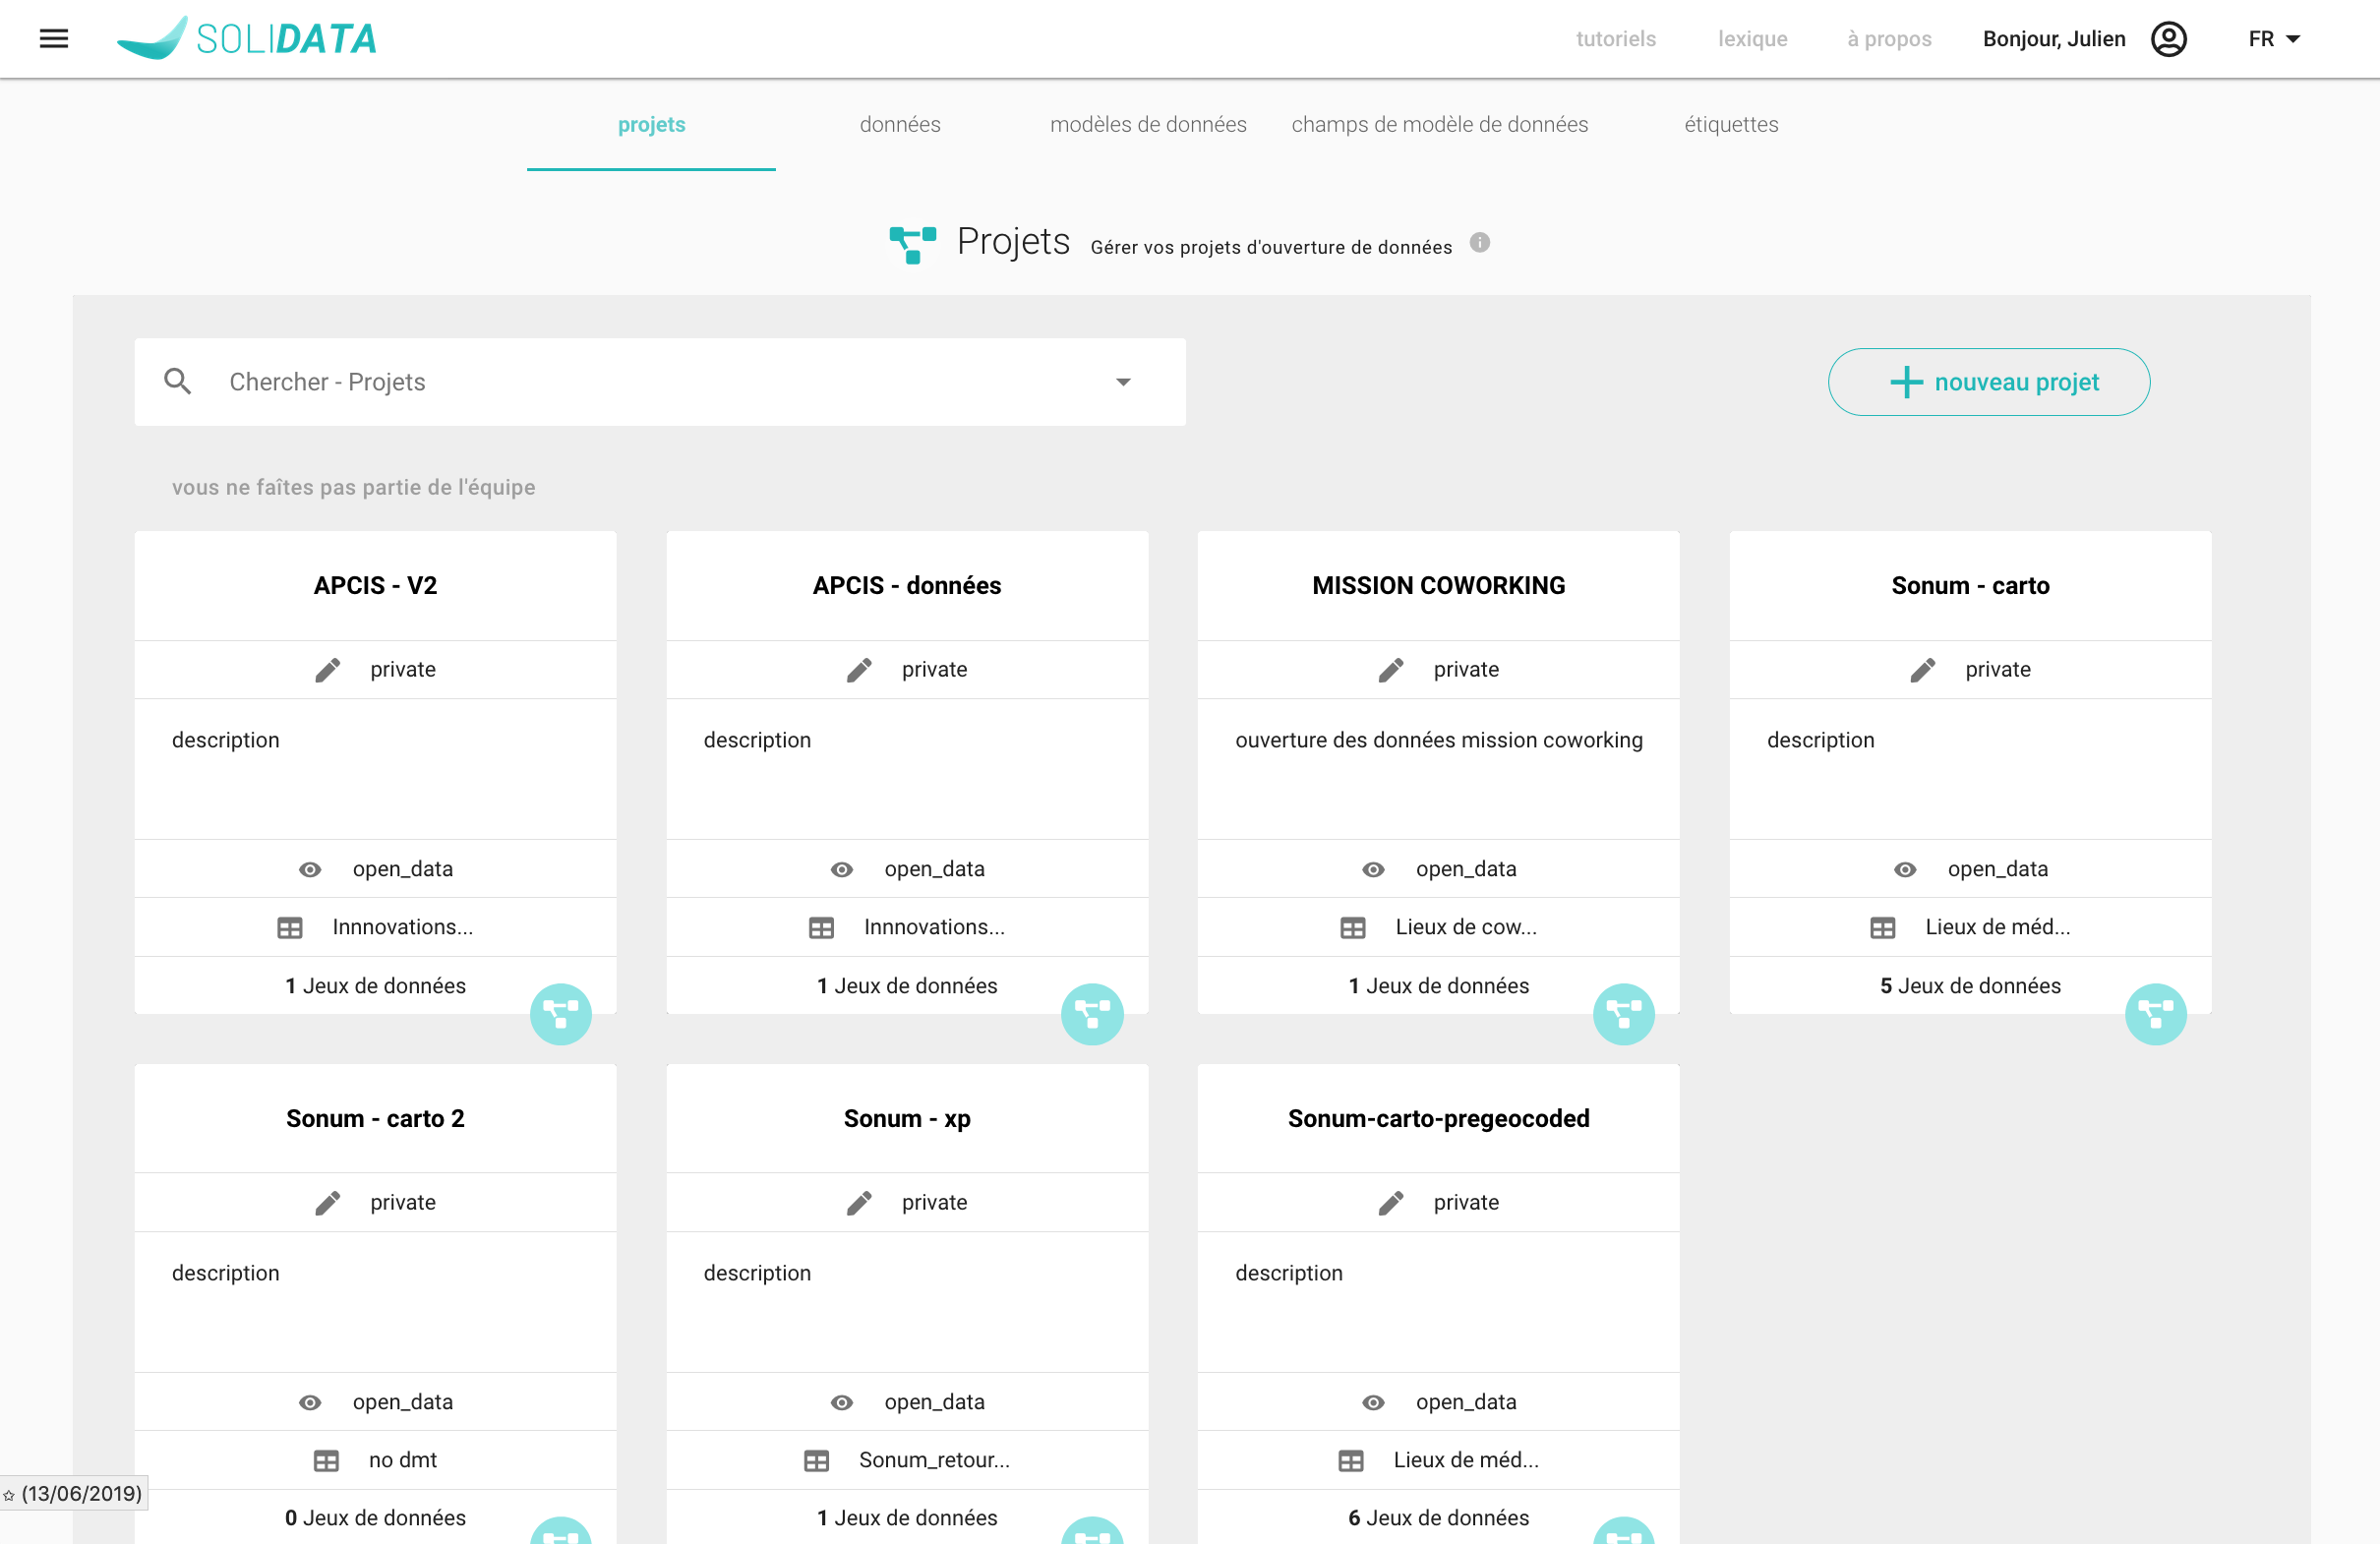 SOLIDATA
tutoriels lexique à propos Bonjour, Julien FR
projets données modèles de données champs de modèle de données étiquettes
Projets Gérer vos projets d'ouverture de données
Chercher - Projets
nouveau projet
vous ne faîtes pas partie de l'équipe
APCIS - V2
private
description
open_data
Innnovations...
1 Jeux de données
APCIS - données
private
description
open_data
Innnovations...
1 Jeux de données
MISSION COWORKING
private
ouverture des données mission coworking
open_data
Lieux de cow...
1 Jeux de données
Sonum - carto
private
description
open_data
Lieux de méd...
5 Jeux de données
Sonum - carto 2
private
description
open_data
no dmt
0 Jeux de données
Sonum - xp
private
description
open_data
Sonum_retour...
1 Jeux de données
Sonum-carto-pregeocoded
private
description
open_data
Lieux de méd...
6 Jeux de données
☆ (13/06/2019)